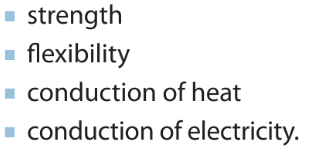 ▪ strength
▪ flexibility
▪ conduction of heat
▪ conduction of electricity.